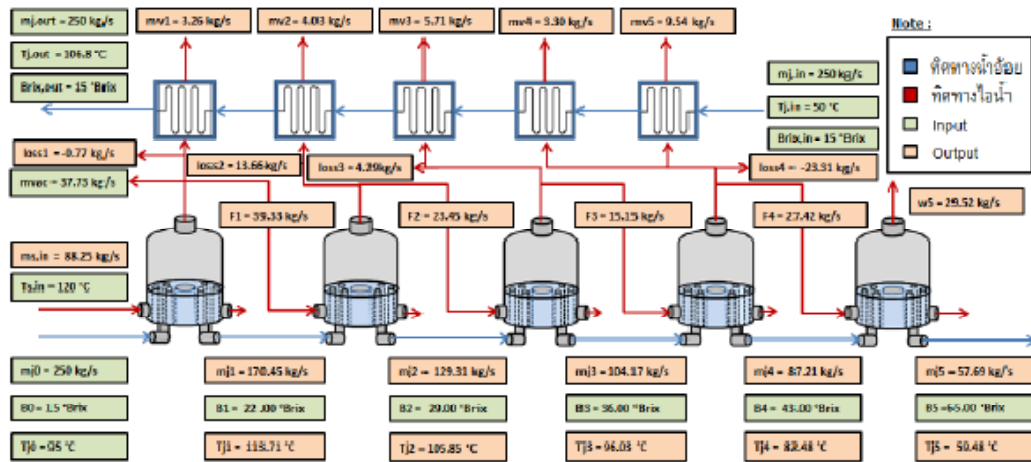 mj,out = 250 kg/s
mv1 = 3.26 kg/s
mv2 = 4.03 kg/s
mv3 = 5.71 kg/s
mv4 = 3.30 kg/s
mv5 = 9.54 kg/s
Note :
Tj,out = 106.8 °C
Brix,out = 15 °Brix
mj,in = 250 kg/s
Tj,in = 50 °C
Brix,in = 15 °Brix
ทิศทางน้ำอ้อย
ทิศทางไอน้ำ
Input
Output
loss1 = -0.77 kg/s
loss2 = 13.66 kg/s
loss3 = 4.29kg/s
loss4 = -23.31 kg/s
mvac = 37.73 kg/s
F1 = 39.33 kg/s
F2 = 23.45 kg/s
F3 = 15.15 kg/s
F4 = 27.42 kg/s
w5 = 29.52 kg/s
ms,in = 88.25 kg/s
Ts,in = 120 °C
mj0 = 250 kg/s
mj1 = 170.45 kg/s
mj2 = 129.31 kg/s
mj3 = 104.17 kg/s
mj4 = 87.21 kg/s
mj5 = 57.69 kg/s
B0 = 15 °Brix
B1 = 22.00 °Brix
B2 = 29.00 °Brix
B3 = 36.00 °Brix
B4 = 43.00 °Brix
B5 =65.00 °Brix
Tj0 = 95 °C
Tj1 = 113.71 °C
Tj2 = 105.85 °C
Tj3 = 96.03 °C
Tj4 = 82.48 °C
Tj5 = 59.48 °C